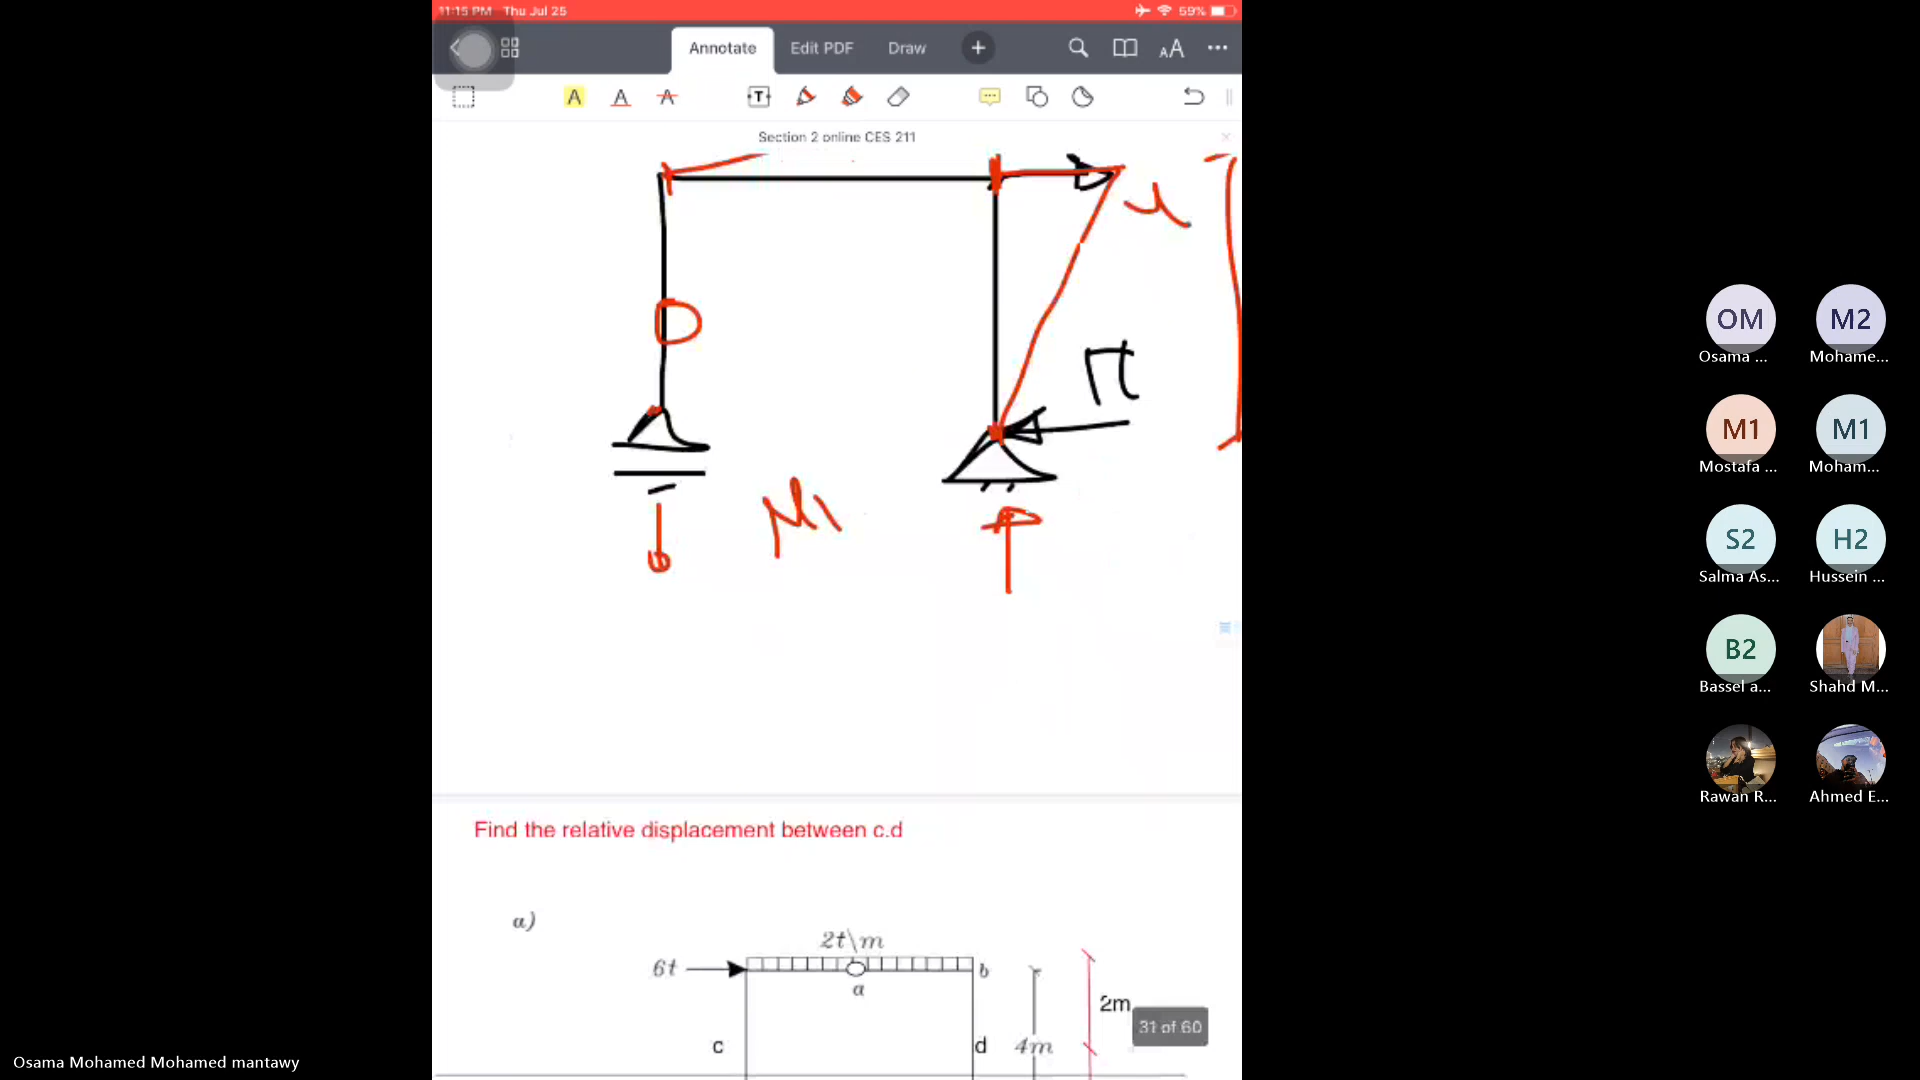 11:15 PM Thu Jul 25
59%
Annotate
Edit PDF
Draw
Section 2 online CES 211
M1
Find the relative displacement between c.d
a)
2t\m
6t
b
a
2m
31 of 60
c
d
4m
OM
M2
Osama ...
Mohame...
M1
M1
Mostafa ...
Moham...
S2
H2
Salma As...
Hussein ...
B2
Bassel a...
Shahd M...
Rawan R...
Ahmed E...
Osama Mohamed Mohamed mantawy